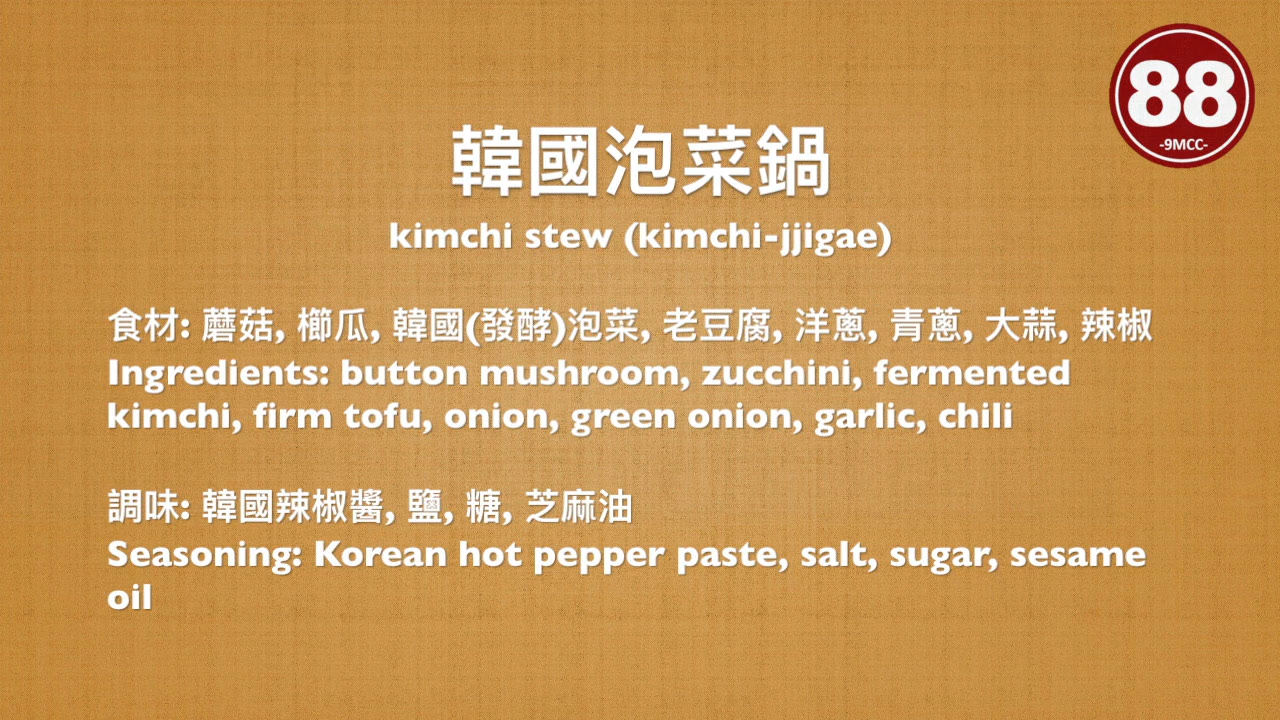 88
-9MCC-
韓國泡菜鍋
kimchi stew (kimchi-jjigae)
食材: 蘑菇, 櫛瓜, 韓國(發酵)泡菜, 老豆腐, 洋蔥, 青蔥, 大蒜, 辣椒
Ingredients: button mushroom, zucchini, fermented
kimchi, firm tofu, onion, green onion, garlic, chili
調味: 韓國辣椒醬, 鹽, 糖, 芝麻油
Seasoning: Korean hot pepper paste, salt, sugar, sesame
oil